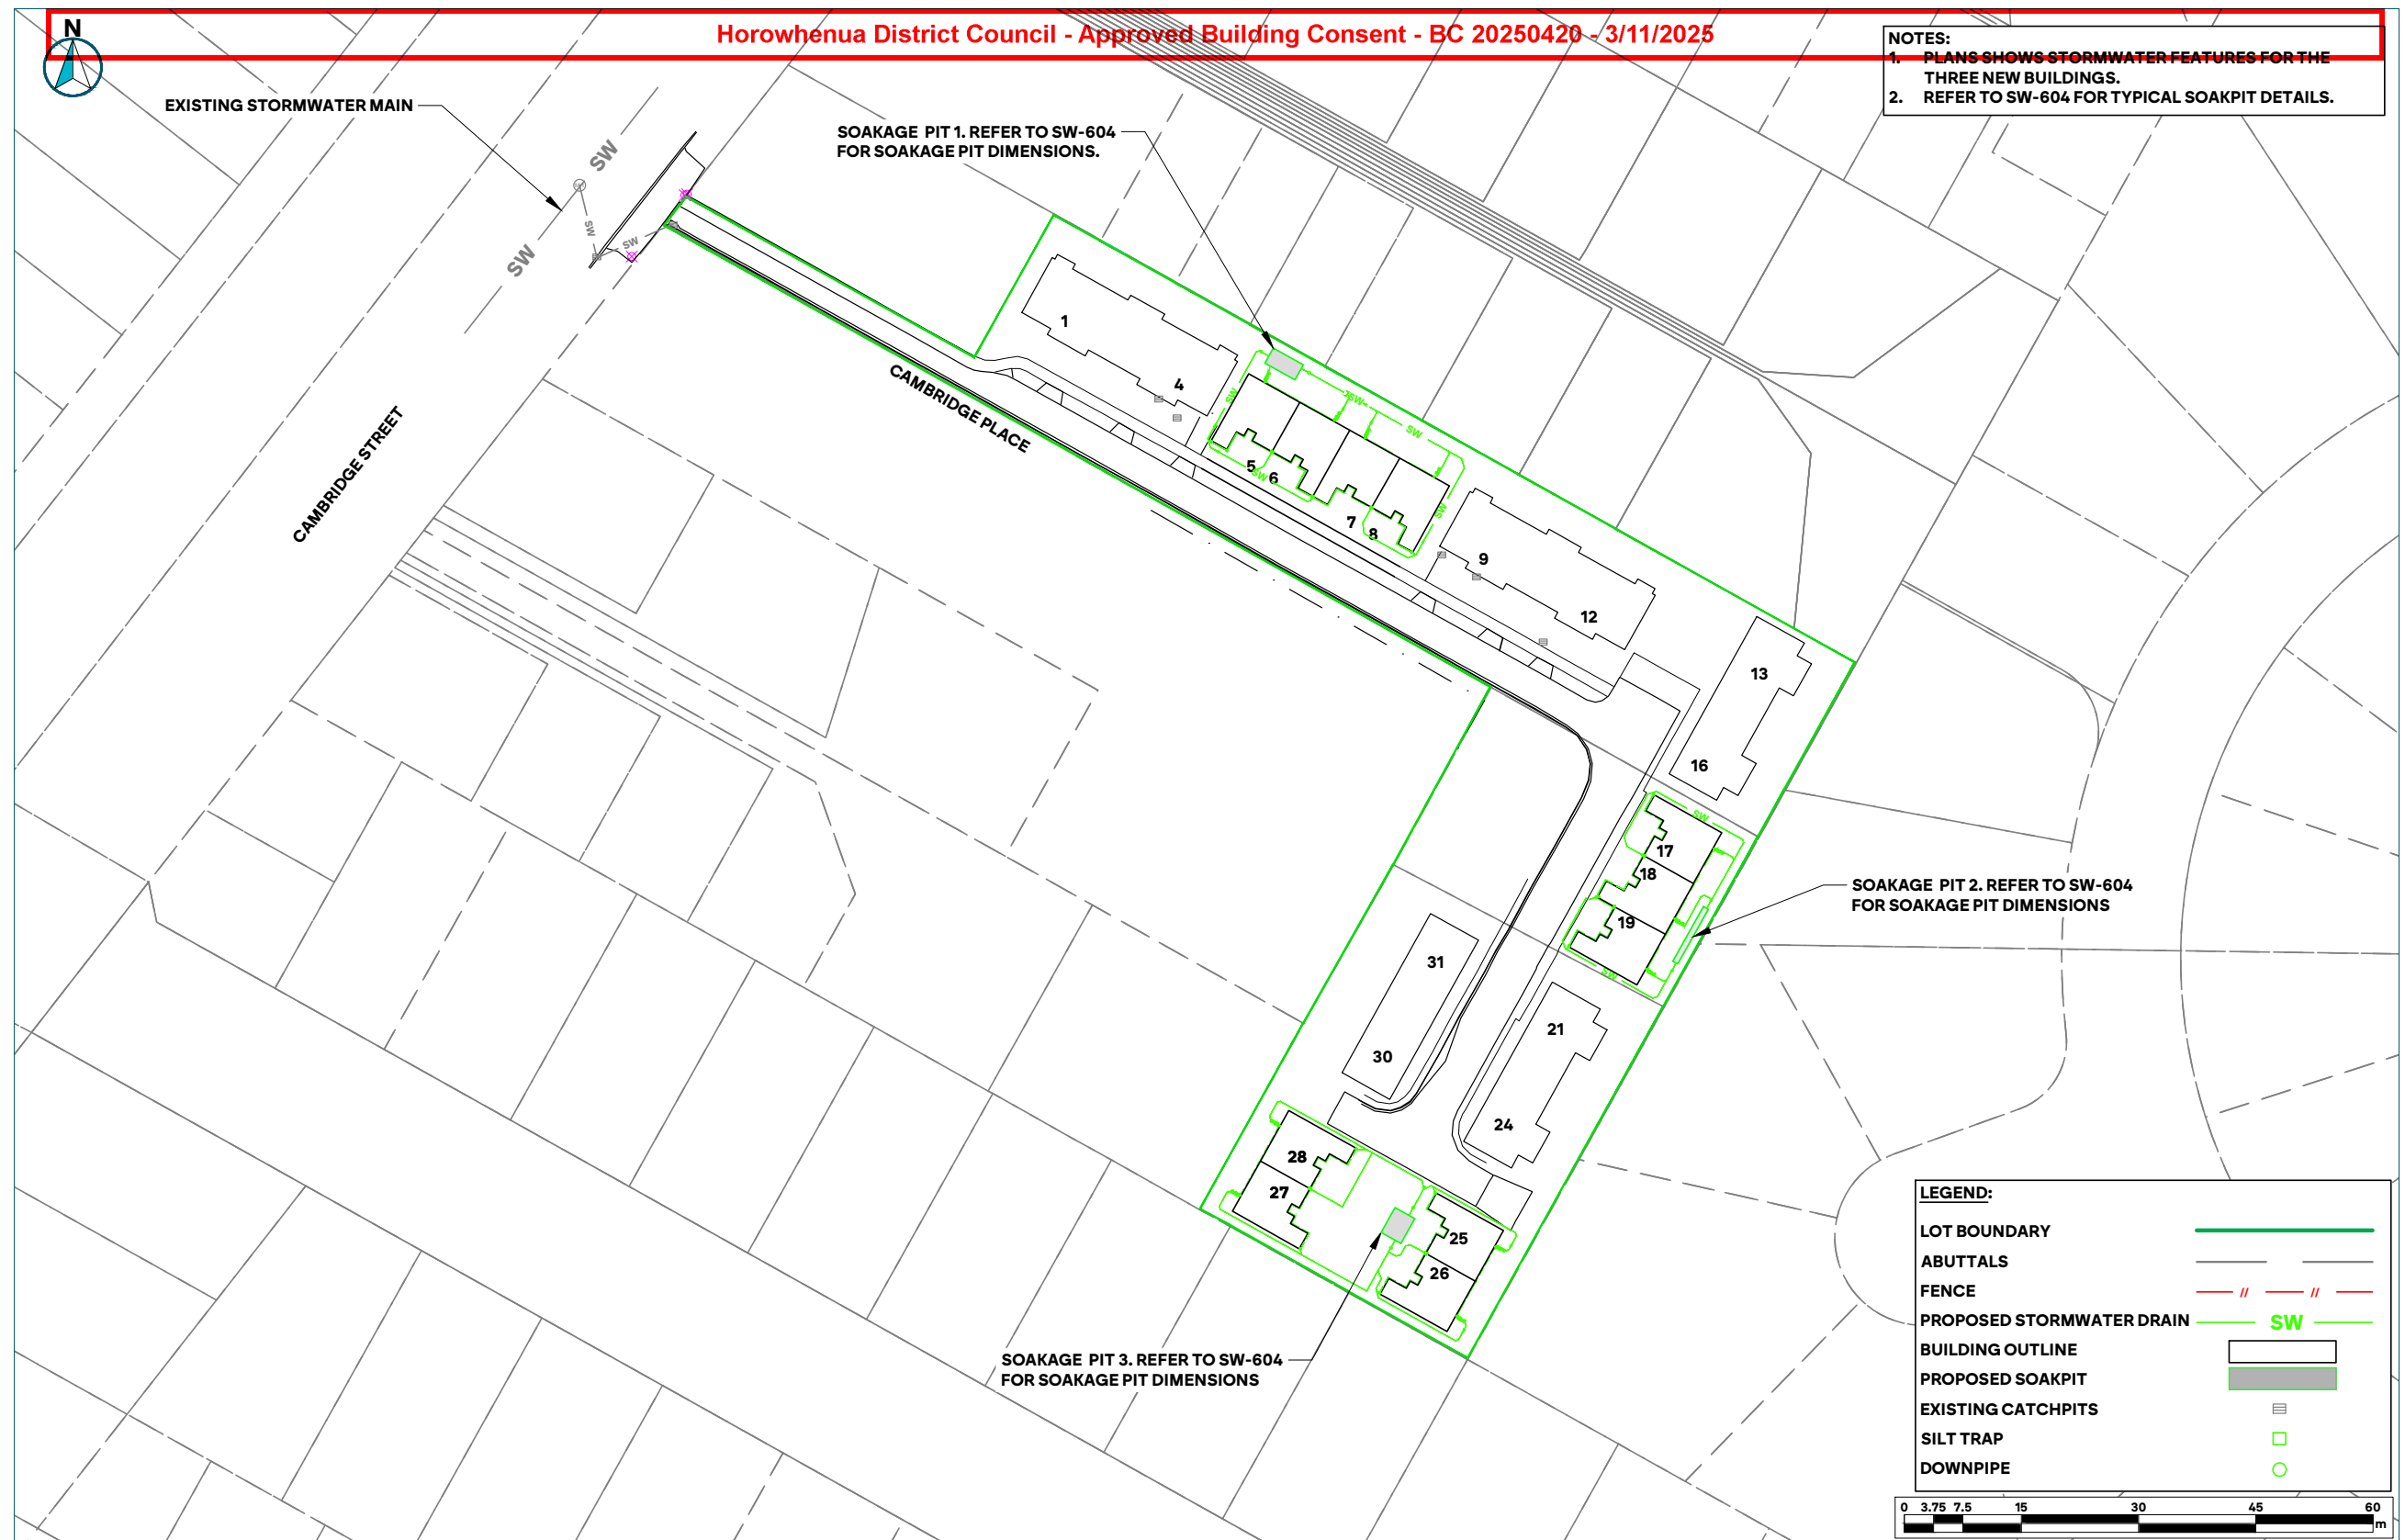 Horowhenua District Council - Approved Building Consent - BC 20250420 - 3/11/2025
N
NOTES:
1. PLANS SHOWS STORMWATER FEATURES FOR THE
THREE NEW BUILDINGS.
2. REFER TO SW-604 FOR TYPICAL SOAKPIT DETAILS.
EXISTING STORMWATER MAIN
SOAKAGE PIT 1. REFER TO SW-604
FOR SOAKAGE PIT DIMENSIONS.
SW
SW
SW
SW
CAMBRIDGE STREET
CAMBRIDGE PLACE
1
4
SW
SW
SW
5
6
SW
7
8
SW
9
12
13
16
SW
17
18
19
SW
SOAKAGE PIT 2. REFER TO SW-604
FOR SOAKAGE PIT DIMENSIONS
31
30
21
24
28
27
25
26
SOAKAGE PIT 3. REFER TO SW-604
FOR SOAKAGE PIT DIMENSIONS
LEGEND:
LOT BOUNDARY
ABUTTALS
FENCE
PROPOSED STORMWATER DRAIN SW
BUILDING OUTLINE
PROPOSED SOAKPIT
EXISTING CATCHPITS
SILT TRAP
DOWNPIPE
0 3.75 7.5 15 30 45 60
m